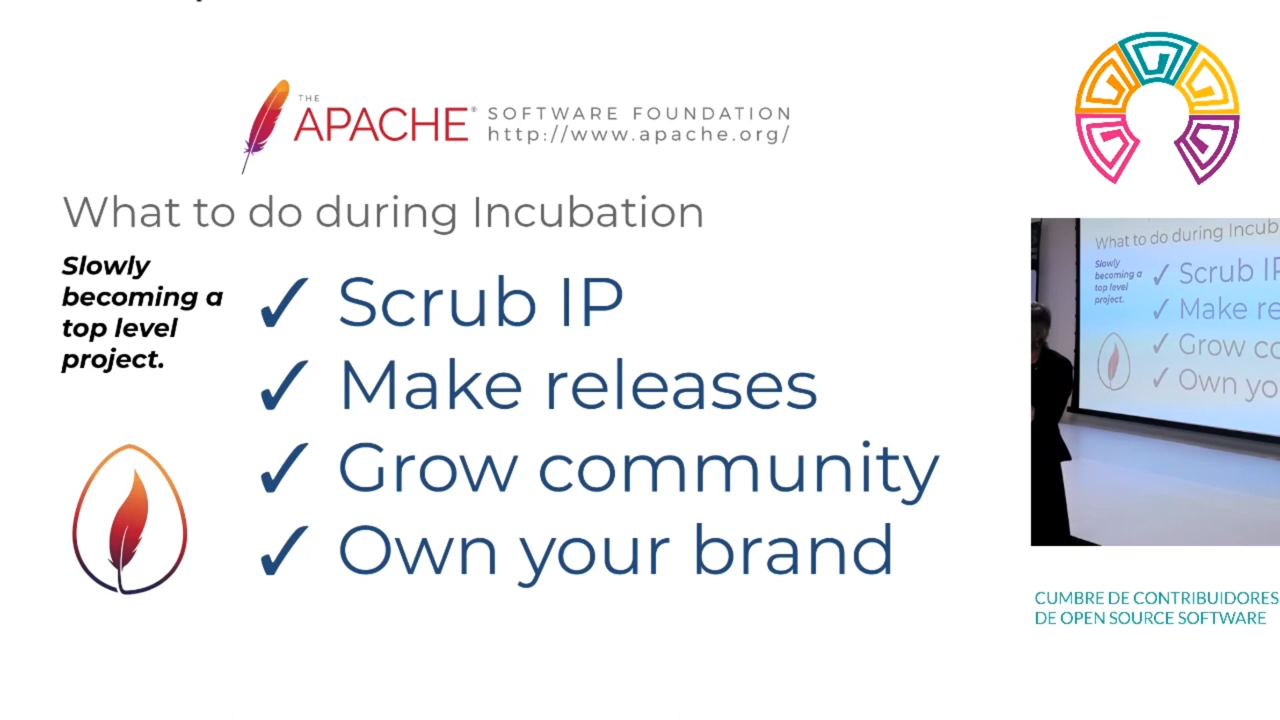 THE
APACHE® SOFTWARE FOUNDATION
http://www.apache.org/
What to do during Incubation
Slowly
becoming a
top level
project.
✓ Scrub IP
✓ Make releases
✓ Grow community
✓ Own your brand
What to do during Incub
Slowly
becoming a
top level
project.
✓ Scrub IP
✓ Make re
✓ Grow co
✓ Own yo
CUMBRE DE CONTRIBUIDORES
DE OPEN SOURCE SOFTWARE